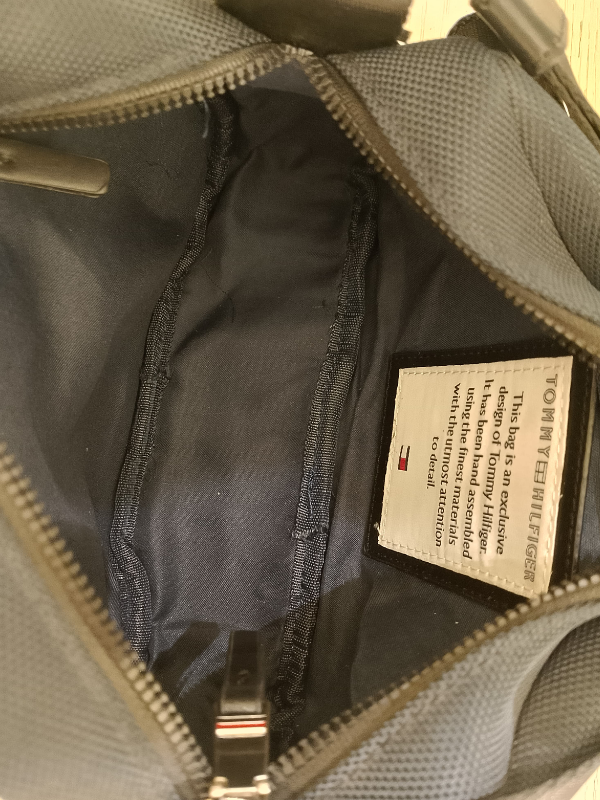 TOMMY HILFIGER
This bag is an exclusive
design of Tommy Hilfiger.
It has been hand assembled
using the finest materials
with the utmost attention
to detail.